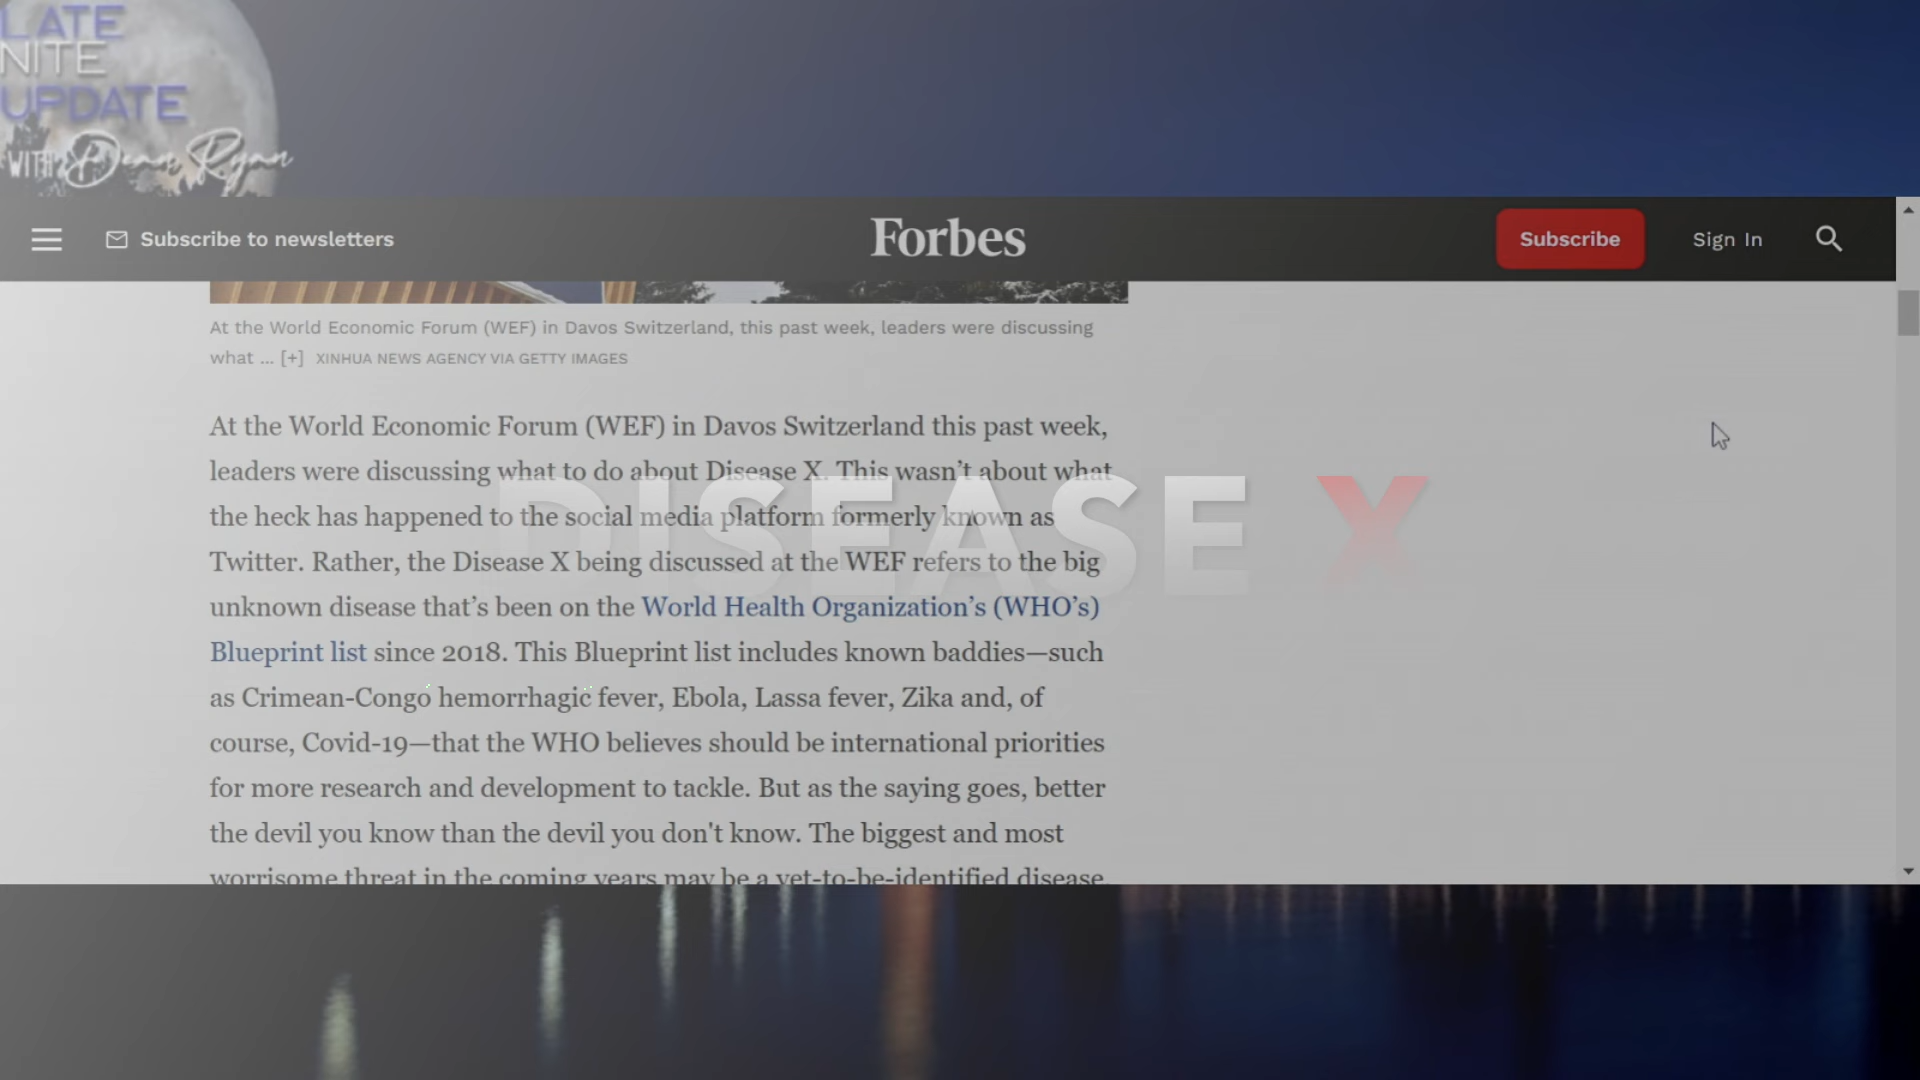 LATE
NITE
UPDATE
WITH Dean Ryan
Subscribe to newsletters
Forbes
Subscribe
Sign In
At the World Economic Forum (WEF) in Davos Switzerland, this past week, leaders were discussing
what ... [+] XINHUA NEWS AGENCY VIA GETTY IMAGES
At the World Economic Forum (WEF) in Davos Switzerland this past week,
leaders were discussing what to do about Disease X. This wasn’t about what
the heck has happened to the social media platform formerly known as
Twitter. Rather, the Disease X being discussed at the WEF refers to the big
unknown disease that’s been on the World Health Organization’s (WHO’s)
Blueprint list since 2018. This Blueprint list includes known baddies—such
as Crimean-Congo hemorrhagic fever, Ebola, Lassa fever, Zika and, of
course, Covid-19—that the WHO believes should be international priorities
for more research and development to tackle. But as the saying goes, better
the devil you know than the devil you don't know. The biggest and most
worrisome threat in the coming years may be a yet-to-be-identified disease
DISEASE X